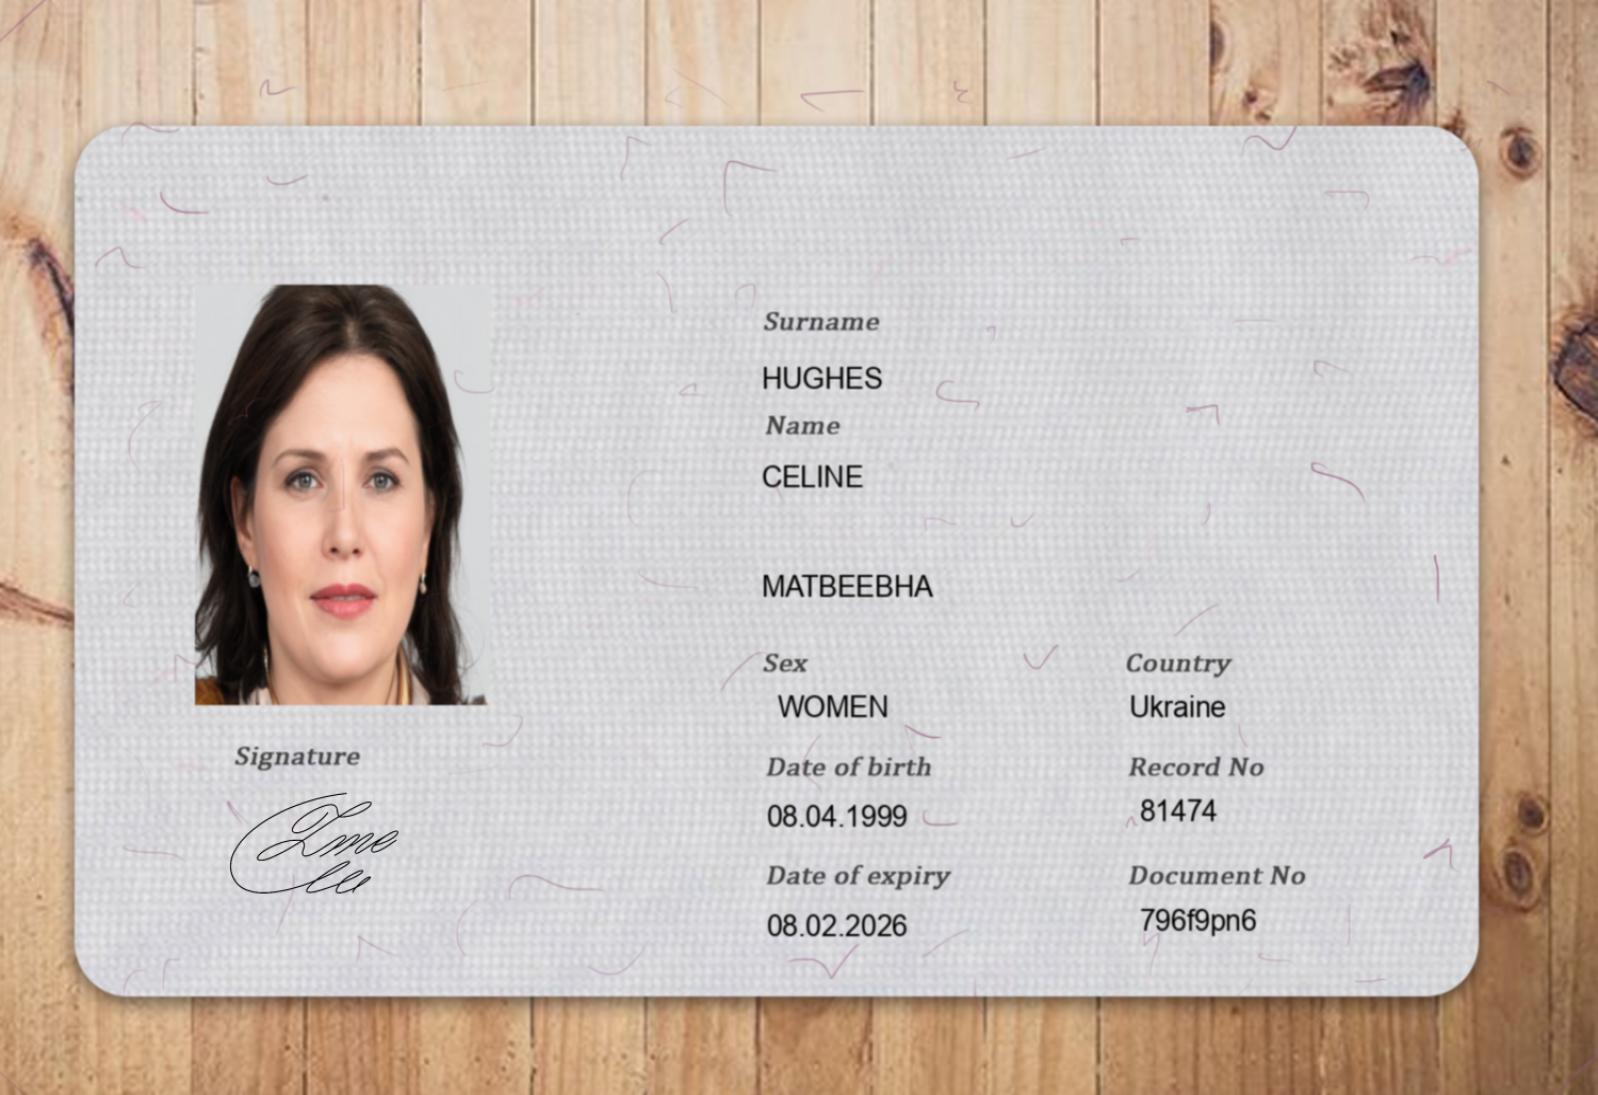 Surname
HUGHES
Name
CELINE
MATBEEBHA
Sex
Country
WOMEN
Ukraine
Date of birth
Record No
08.04.1999
81474
Date of expiry
Document No
08.02.2026
796f9pn6
Signature